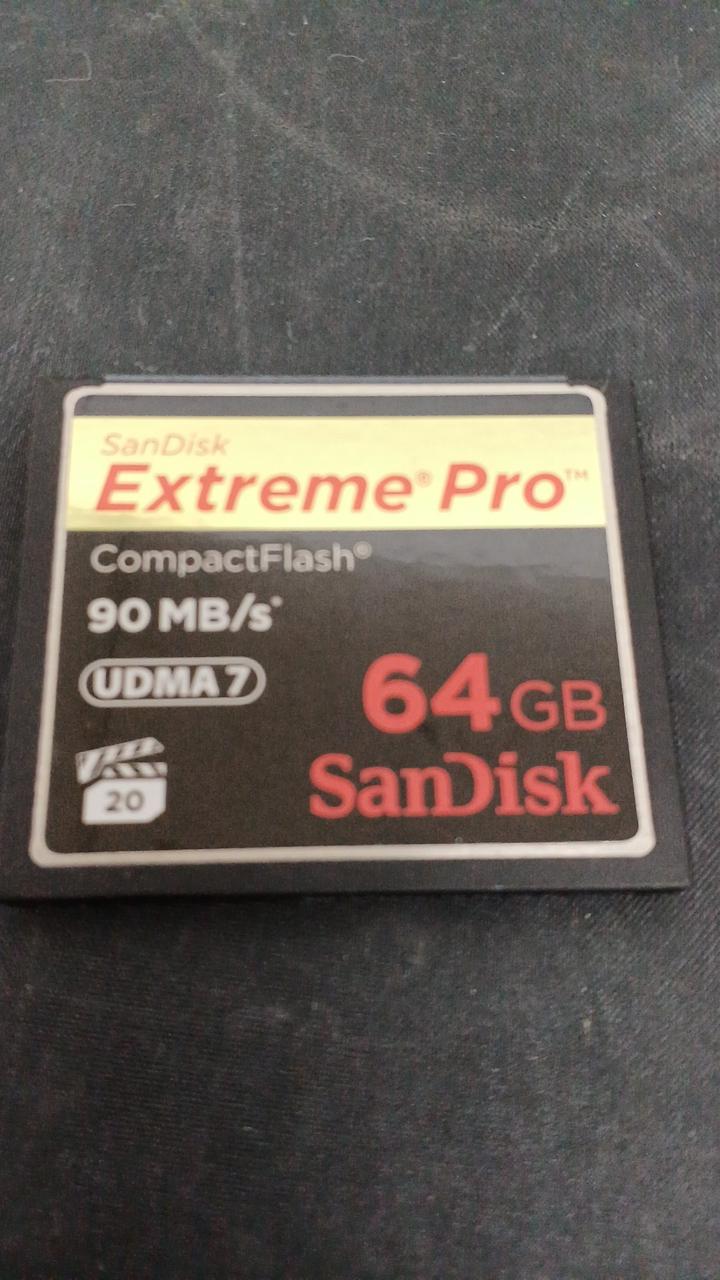 SanDisk
Extreme® Pro™
CompactFlash®
90 MB/s*
UDMA 7
64 GB
20
SanDisk